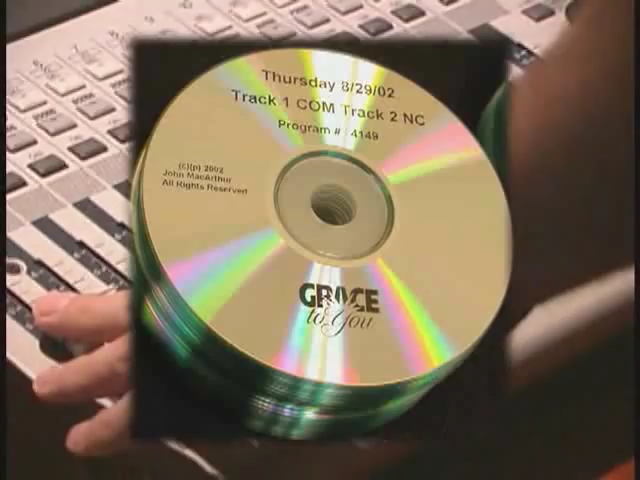 Thursday 8/29/02
Track 1 COM Track 2 NC
Program # 4149
(c)(p) 2002
John MacArthur
All Rights Reserved
GRACE
to You